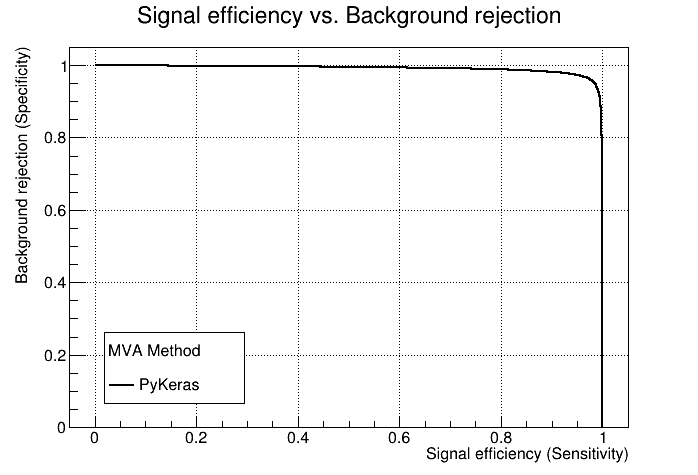 Signal efficiency vs. Background rejection
Background rejection (Specificity)
1
0.8
0.6
0.4
0.2
0
MVA Method
PyKeras
0 0.2 0.4 0.6 0.8 1
Signal efficiency (Sensitivity)